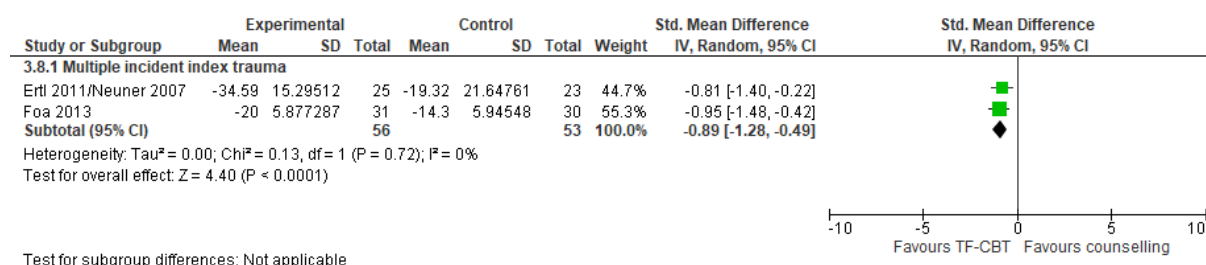 Experimental Control Std. Mean Difference Std. Mean Difference
Study or Subgroup Mean SD Total Mean SD Total Weight IV, Random, 95% CI IV, Random, 95% CI
3.8.1 Multiple incident index trauma
Ertl 2011/Neuner 2007 -34.59 15.29512 25 -19.32 21.64761 23 44.7% -0.81 [-1.40, -0.22]
Foa 2013 -20 5.877287 31 -14.3 5.94548 30 55.3% -0.95 [-1.48, -0.42]
Subtotal (95% CI) 56 53 100.0% -0.89 [-1.28, -0.49]
Heterogeneity: Tau² = 0.00; Chi² = 0.13, df = 1 (P = 0.72); I² = 0%
Test for overall effect: Z = 4.40 (P < 0.0001)
-10 -5 0 5 10
Favours TF-CBT Favours counselling
Test for subgroup differences: Not applicable